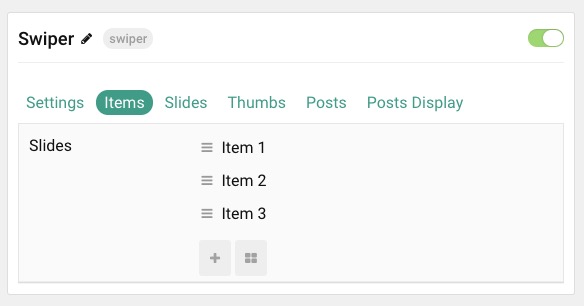 Swiper swiper
Settings Items Slides Thumbs Posts Posts Display
Slides
Item 1
Item 2
Item 3